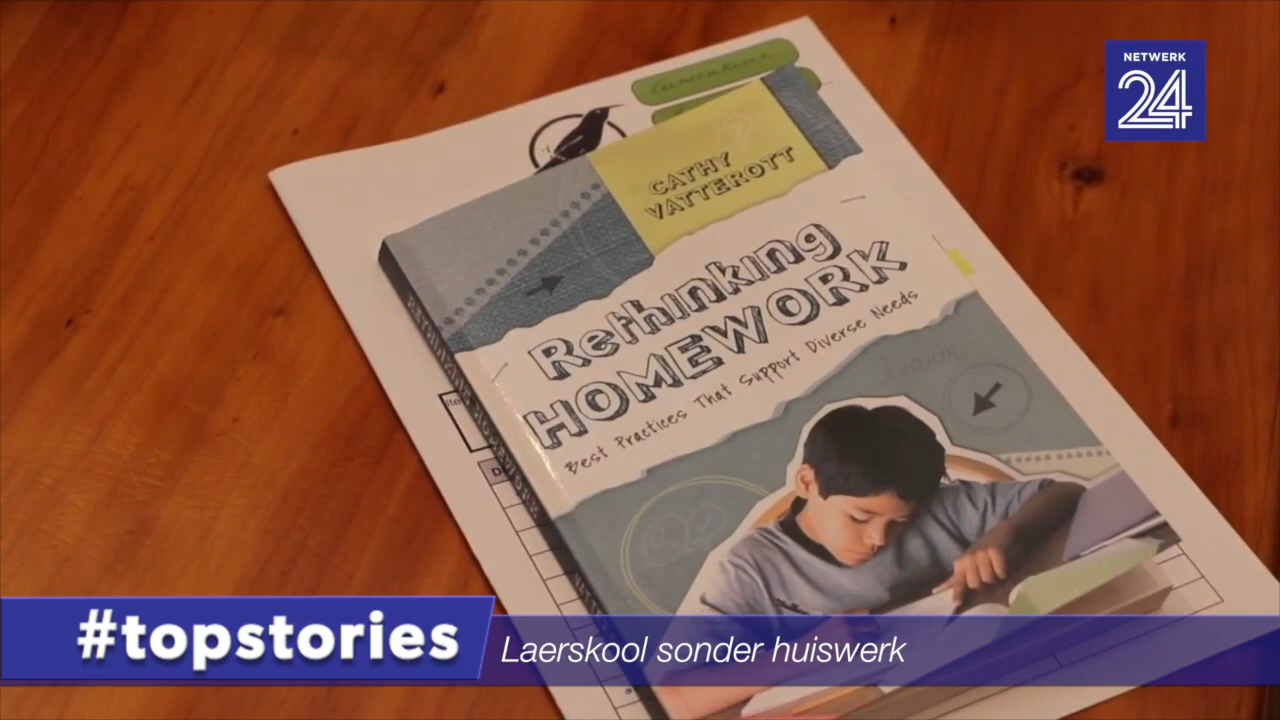 NETWERK
24
CATHY
VATTEROTT
Rethinking
HOMEWORK
Best Practices That Support Diverse Needs
#topstories
Laerskool sonder huiswerk